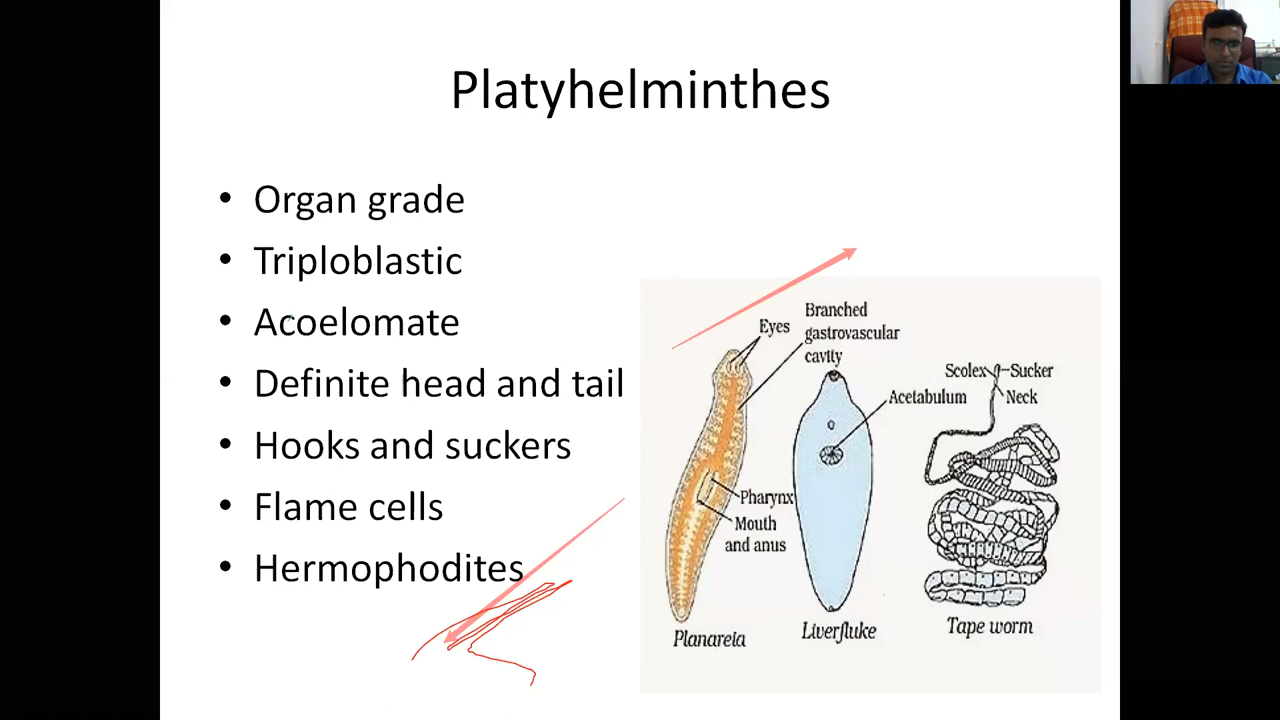 Platyhelminthes
• Organ grade
• Triploblastic
• Acoelomate
• Definite head and tail
• Hooks and suckers
• Flame cells
• Hermophodites
Eyes
Branched
gastrovascular
cavity
Acetabulum
Scolex
Sucker
Neck
Pharynx
Mouth
and anus
Planareia
Liverfluke
Tape worm